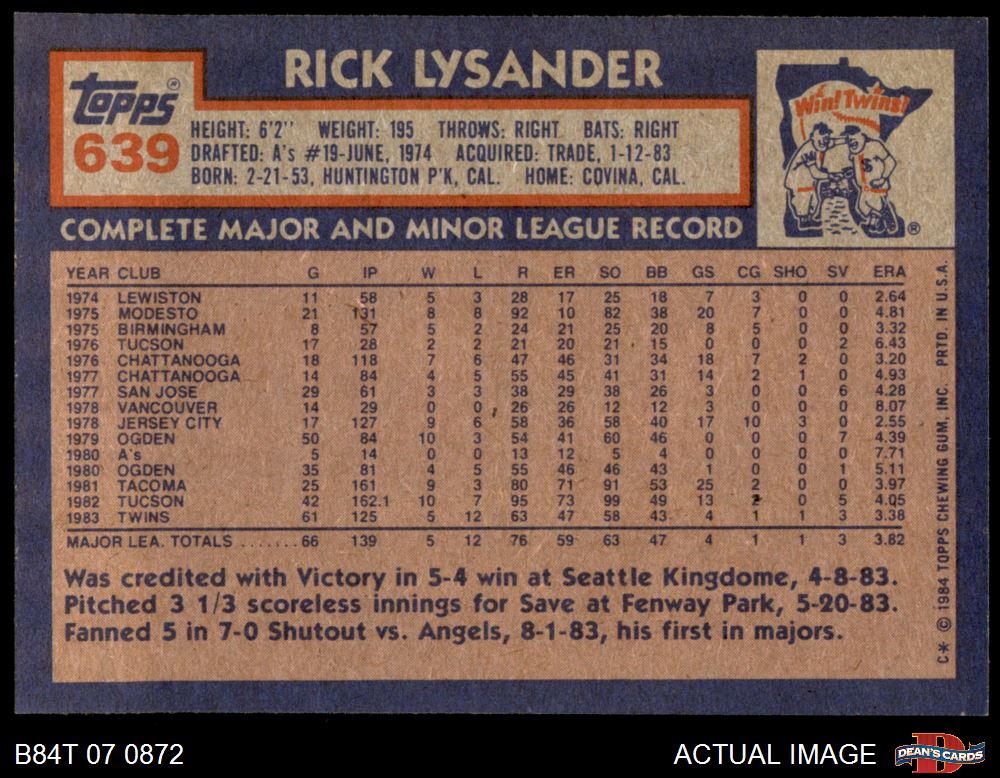 RICK LYSANDER
Topps®
639
HEIGHT: 6'2" WEIGHT: 195 THROWS: RIGHT BATS: RIGHT
DRAFTED: A's #19-JUNE, 1974 ACQUIRED: TRADE, 1-12-83
BORN: 2-21-53, HUNTINGTON P'K, CAL. HOME: COVINA, CAL.
Win! Twins!
M
S
®
COMPLETE MAJOR AND MINOR LEAGUE RECORD
YEAR CLUB G IP W L R ER SO BB GS CG SHO SV ERA
1974 LEWISTON 11 58 5 3 28 17 25 18 7 3 0 0 2.64
1975 MODESTO 21 131 8 8 92 10 82 38 20 7 0 0 4.81
1975 BIRMINGHAM 8 57 5 2 24 21 25 20 8 5 0 0 3.32
1976 TUCSON 17 28 2 2 21 20 21 15 0 0 0 2 6.43
1976 CHATTANOOGA 18 118 7 6 47 46 31 34 18 7 2 0 3.20
1977 CHATTANOOGA 14 84 4 5 55 45 41 31 14 2 1 0 4.93
1977 SAN JOSE 29 61 3 3 38 29 38 26 3 0 0 6 4.28
1978 VANCOUVER 14 29 0 0 26 26 12 12 3 0 0 0 8.07
1978 JERSEY CITY 17 127 9 6 58 36 58 40 17 10 3 0 2.55
1979 OGDEN 50 84 10 3 54 41 60 46 0 0 0 7 4.39
1980 A's 5 14 0 0 13 12 5 4 0 0 0 0 7.71
1980 OGDEN 35 81 4 5 55 46 46 43 1 0 0 1 5.11
1981 TACOMA 25 161 9 3 80 71 91 53 25 2 0 0 3.97
1982 TUCSON 42 162.1 10 7 95 73 99 49 13 2 0 5 4.05
1983 TWINS 61 125 5 12 63 47 58 43 4 1 1 3 3.38
MAJOR LEA. TOTALS ....... 66 139 5 12 76 59 63 47 4 1 1 3 3.82
Was credited with Victory in 5-4 win at Seattle Kingdome, 4-8-83.
Pitched 3 1/3 scoreless innings for Save at Fenway Park, 5-20-83.
Fanned 5 in 7-0 Shutout vs. Angels, 8-1-83, his first in majors.
C* © 1984 TOPPS CHEWING GUM, INC. PRTD. IN U.S.A.
B84T 07 0872
ACTUAL IMAGE
DEAN'S CARDS